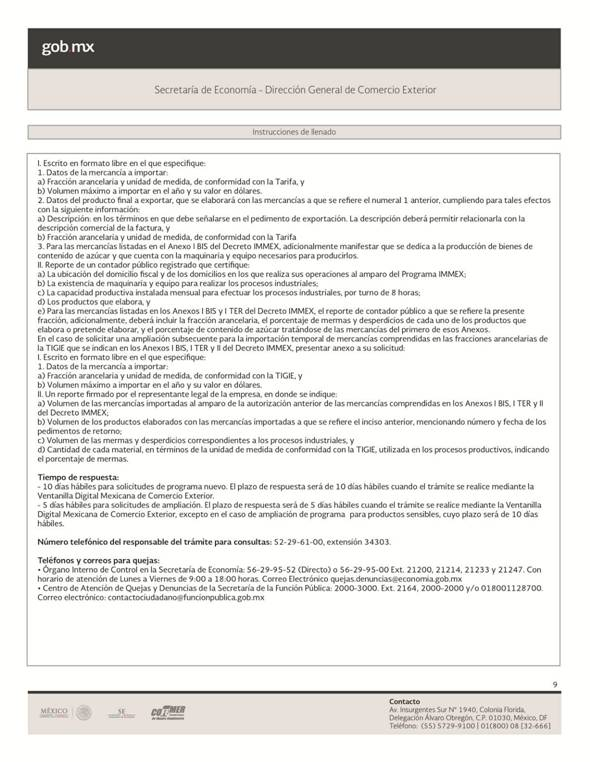 gob.mx
Secretaría de Economía - Dirección General de Comercio Exterior
Instrucciones de llenado
I. Escrito en formato libre en el que especifique:
1. Datos de la mercancía a importar:
a) Fracción arancelaria y unidad de medida, de conformidad con la Tarifa, y
b) Volumen máximo a importar en el año y su valor en dólares.
2. Datos del producto final a exportar, que se elaborará con las mercancías a que se refiere el numeral 1 anterior, cumpliendo para tales efectos
con la siguiente información:
a) Descripción: en los términos en que debe señalarse en el pedimento de exportación. La descripción deberá permitir relacionarla con la
descripción comercial de la factura, y
b) Fracción arancelaria y unidad de medida, de conformidad con la Tarifa
3. Para las mercancías listadas en el Anexo I BIS del Decreto IMMEX, adicionalmente manifestar que se dedica a la producción de bienes de
contenido de azúcar y que cuenta con la maquinaria y equipo necesarios para producirlos.
II. Reporte de un contador público registrado que certifique:
a) La ubicación del domicilio fiscal y de los domicilios en los que realiza sus operaciones al amparo del Programa IMMEX;
b) La existencia de maquinaria y equipo para realizar los procesos industriales;
c) La capacidad productiva instalada mensual para efectuar los procesos industriales, por turno de 8 horas;
d) Los productos que elabora, y
e) Para las mercancías listadas en los Anexos I BIS y I TER del Decreto IMMEX, el reporte de contador público a que se refiere la presente
fracción, adicionalmente, deberá incluir la fracción arancelaria, el porcentaje de mermas y desperdicios de cada uno de los productos que
elabora o pretende elaborar, y el porcentaje de contenido de azúcar tratándose de las mercancías del primero de esos Anexos.
En el caso de solicitar una ampliación subsecuente para la importación temporal de mercancías comprendidas en las fracciones arancelarias de
la TIGIE que se indican en los Anexos I BIS, I TER y II del Decreto IMMEX, presentar anexo a su solicitud:
I. Escrito en formato libre en el que especifique:
1. Datos de la mercancía a importar:
a) Fracción arancelaria y unidad de medida, de conformidad con la TIGIE, y
b) Volumen máximo a importar en el año y su valor en dólares.
II. Un reporte firmado por el representante legal de la empresa, en donde se indique:
a) Volumen de las mercancías importadas al amparo de la autorización anterior de las mercancías comprendidas en los Anexos I BIS, I TER y II
del Decreto IMMEX;
b) Volumen de los productos elaborados con las mercancías importadas a que se refiere el inciso anterior, mencionando número y fecha de los
pedimentos de retorno;
c) Volumen de las mermas y desperdicios correspondientes a los procesos industriales, y
d) Cantidad de cada material, en términos de la unidad de medida de conformidad con la TIGIE, utilizada en los procesos productivos, indicando
el porcentaje de mermas.
Tiempo de respuesta:
- 10 días hábiles para solicitudes de programa nuevo. El plazo de respuesta será de 10 días hábiles cuando el trámite se realice mediante la
Ventanilla Digital Mexicana de Comercio Exterior.
- 5 días hábiles para solicitudes de ampliación. El plazo de respuesta será de 5 días hábiles cuando el trámite se realice mediante la Ventanilla
Digital Mexicana de Comercio Exterior, excepto en el caso de ampliación de programa para productos sensibles, cuyo plazo será de 10 días
hábiles.
Número telefónico del responsable del trámite para consultas: 52-29-61-00, extensión 34303.
Teléfonos y correos para quejas:
• Órgano Interno de Control en la Secretaría de Economía: 56-29-95-52 (Directo) o 56-29-95-00 Ext. 21200, 21214, 21233 y 21247. Con
horario de atención de Lunes a Viernes de 9:00 a 18:00 horas. Correo Electrónico quejas.denuncias@economia.gob.mx
• Centro de Atención de Quejas y Denuncias de la Secretaría de la Función Pública: 2000-3000. Ext. 2164, 2000-2000 y/o 018001128700.
Correo electrónico: contactociudadano@funcionpublica.gob.mx
9
MÉXICO
SE
COFEMER
Contacto
Av. Insurgentes Sur N° 1940, Colonia Florida,
Delegación Álvaro Obregón, C.P. 01030, México, DF
Teléfono: (55) 5729-9100 | 01(800) 08 [32-666]